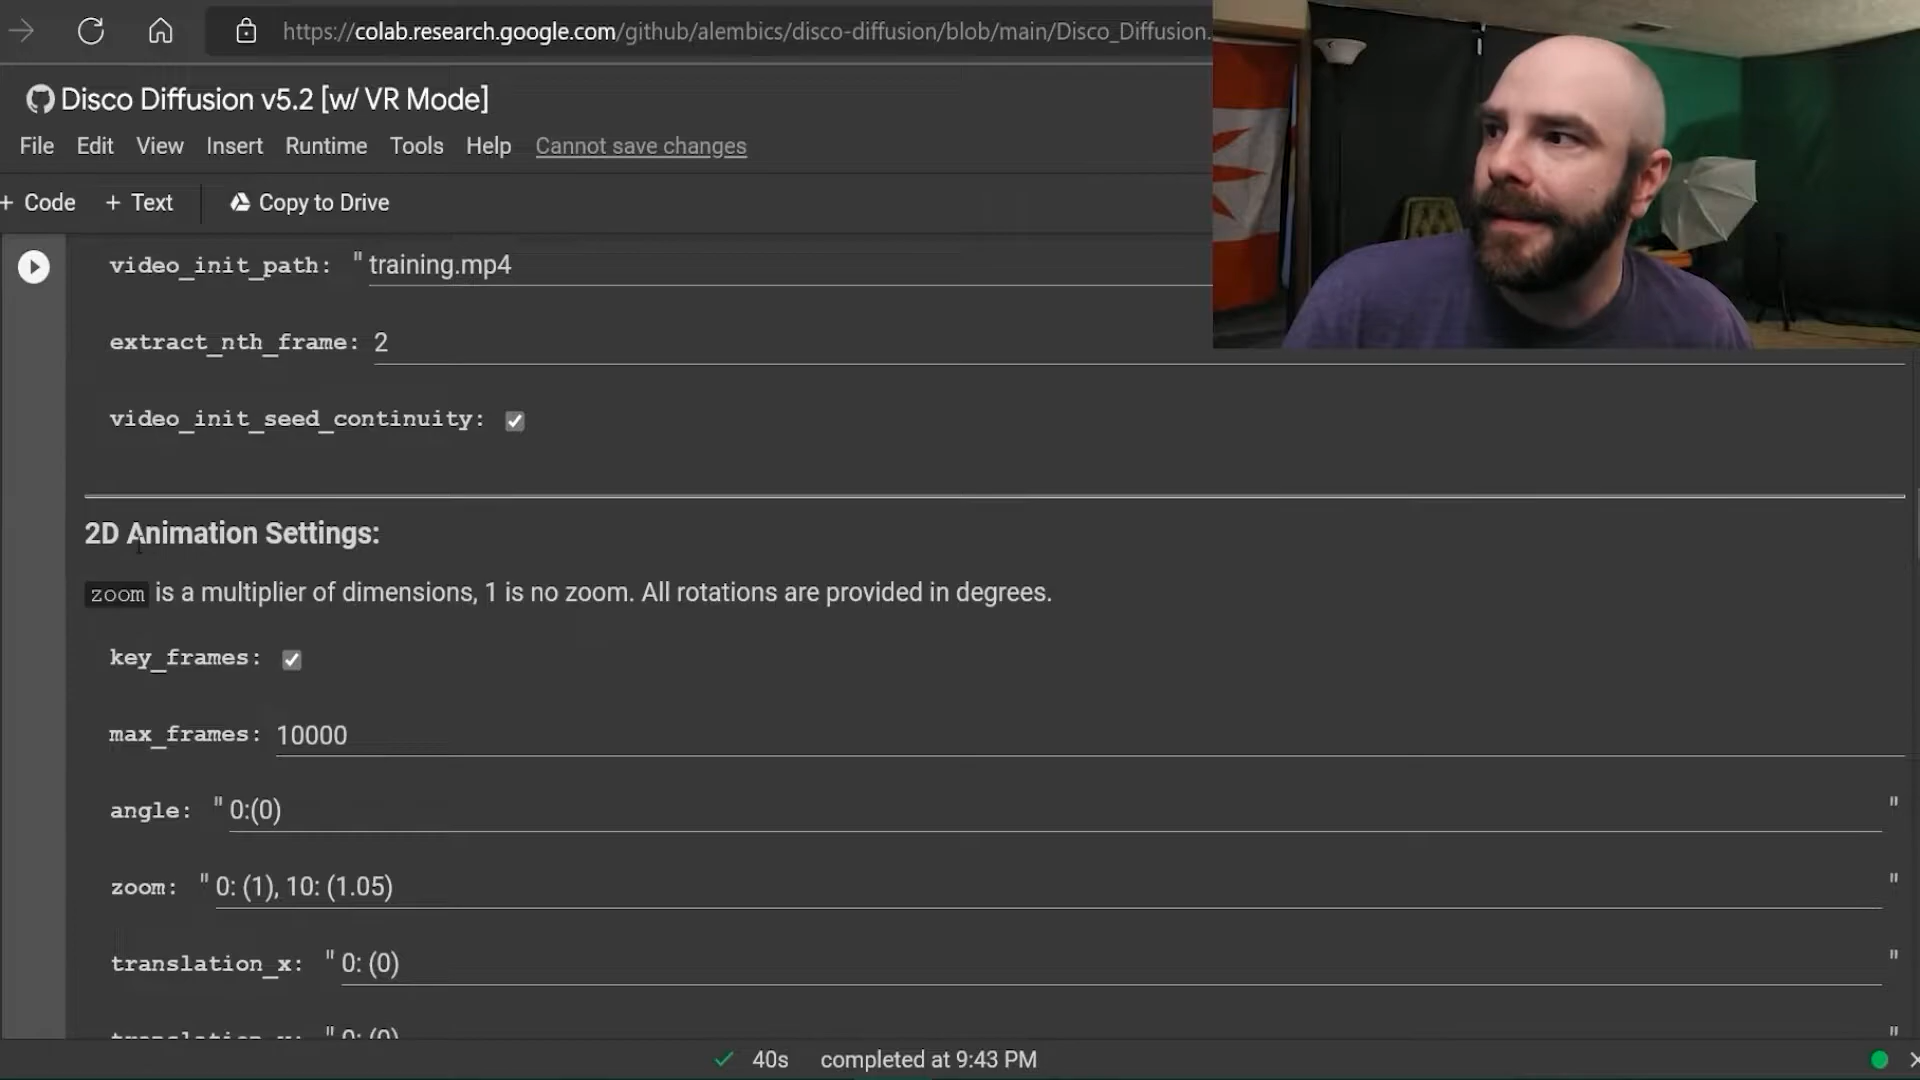 https://colab.research.google.com/github/alembics/disco-diffusion/blob/main/Disco_Diffusion.
Disco Diffusion v5.2 [w/ VR Mode]
File Edit View Insert Runtime Tools Help Cannot save changes
+ Code + Text Copy to Drive
video_init_path: " training.mp4
extract_nth_frame: 2
video_init_seed_continuity:
2D Animation Settings:
zoom is a multiplier of dimensions, 1 is no zoom. All rotations are provided in degrees.
key_frames:
max_frames: 10000
angle: " 0:(0) "
zoom: " 0: (1), 10: (1.05) "
translation_x: " 0: (0) "
" 0: (0) "
40s completed at 9:43 PM